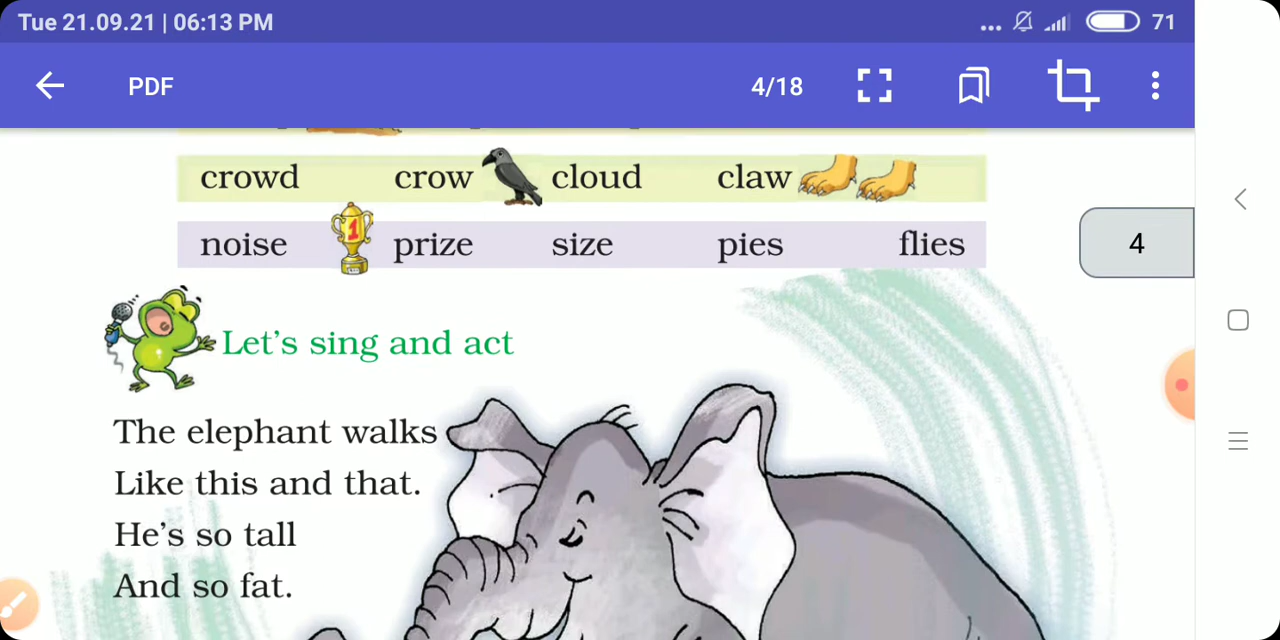 Tue 21.09.21 | 06:13 PM
71
PDF
4/18
crowd crow cloud claw
1
noise prize size pies flies
4
Let's sing and act
The elephant walks
Like this and that.
He's so tall
And so fat.